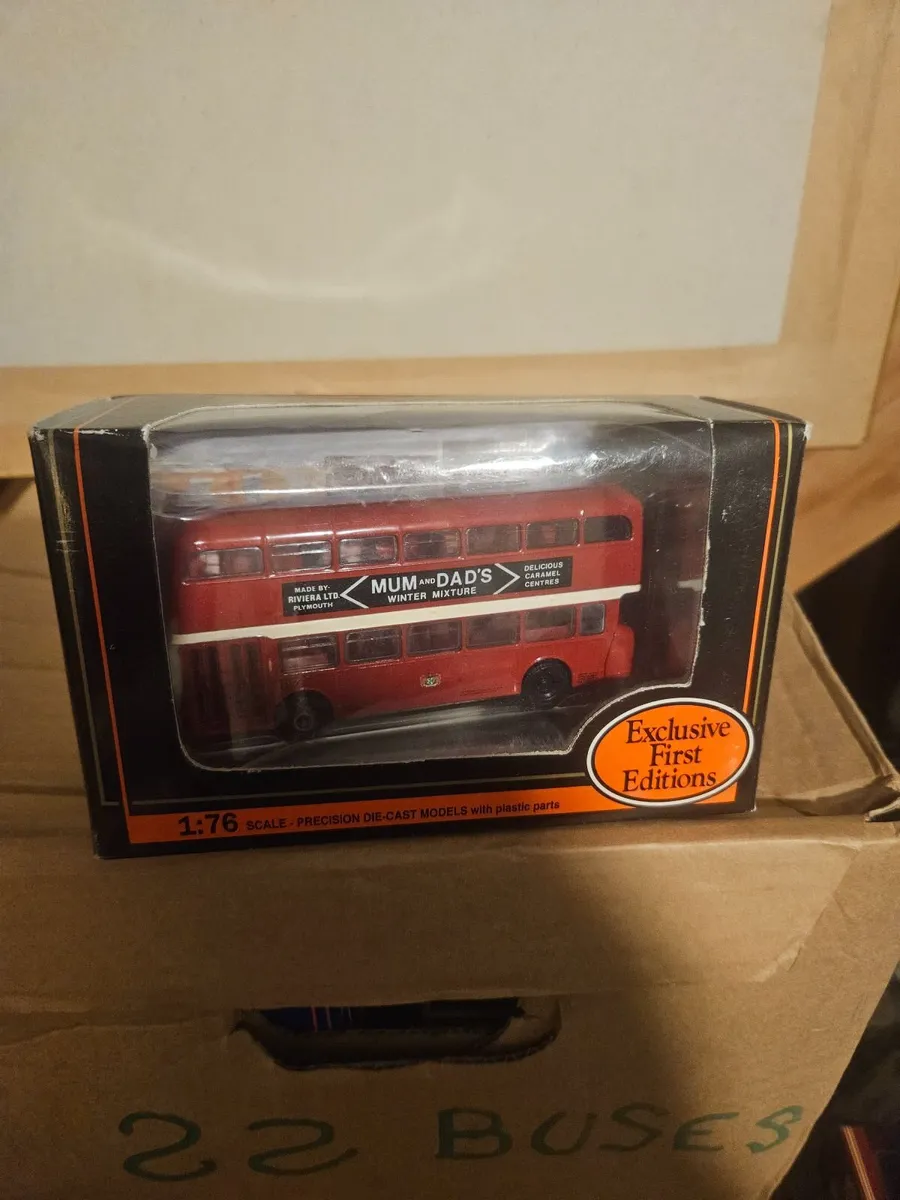 MADE BY-
RIVIERA LTD.
PLYMOUTH
MUM AND DAD'S
WINTER MIXTURE
DELICIOUS
CARAMEL
CENTRES
Exclusive
First
Editions
1:76 SCALE - PRECISION DIE-CAST MODELS with plastic parts
22 BUSES